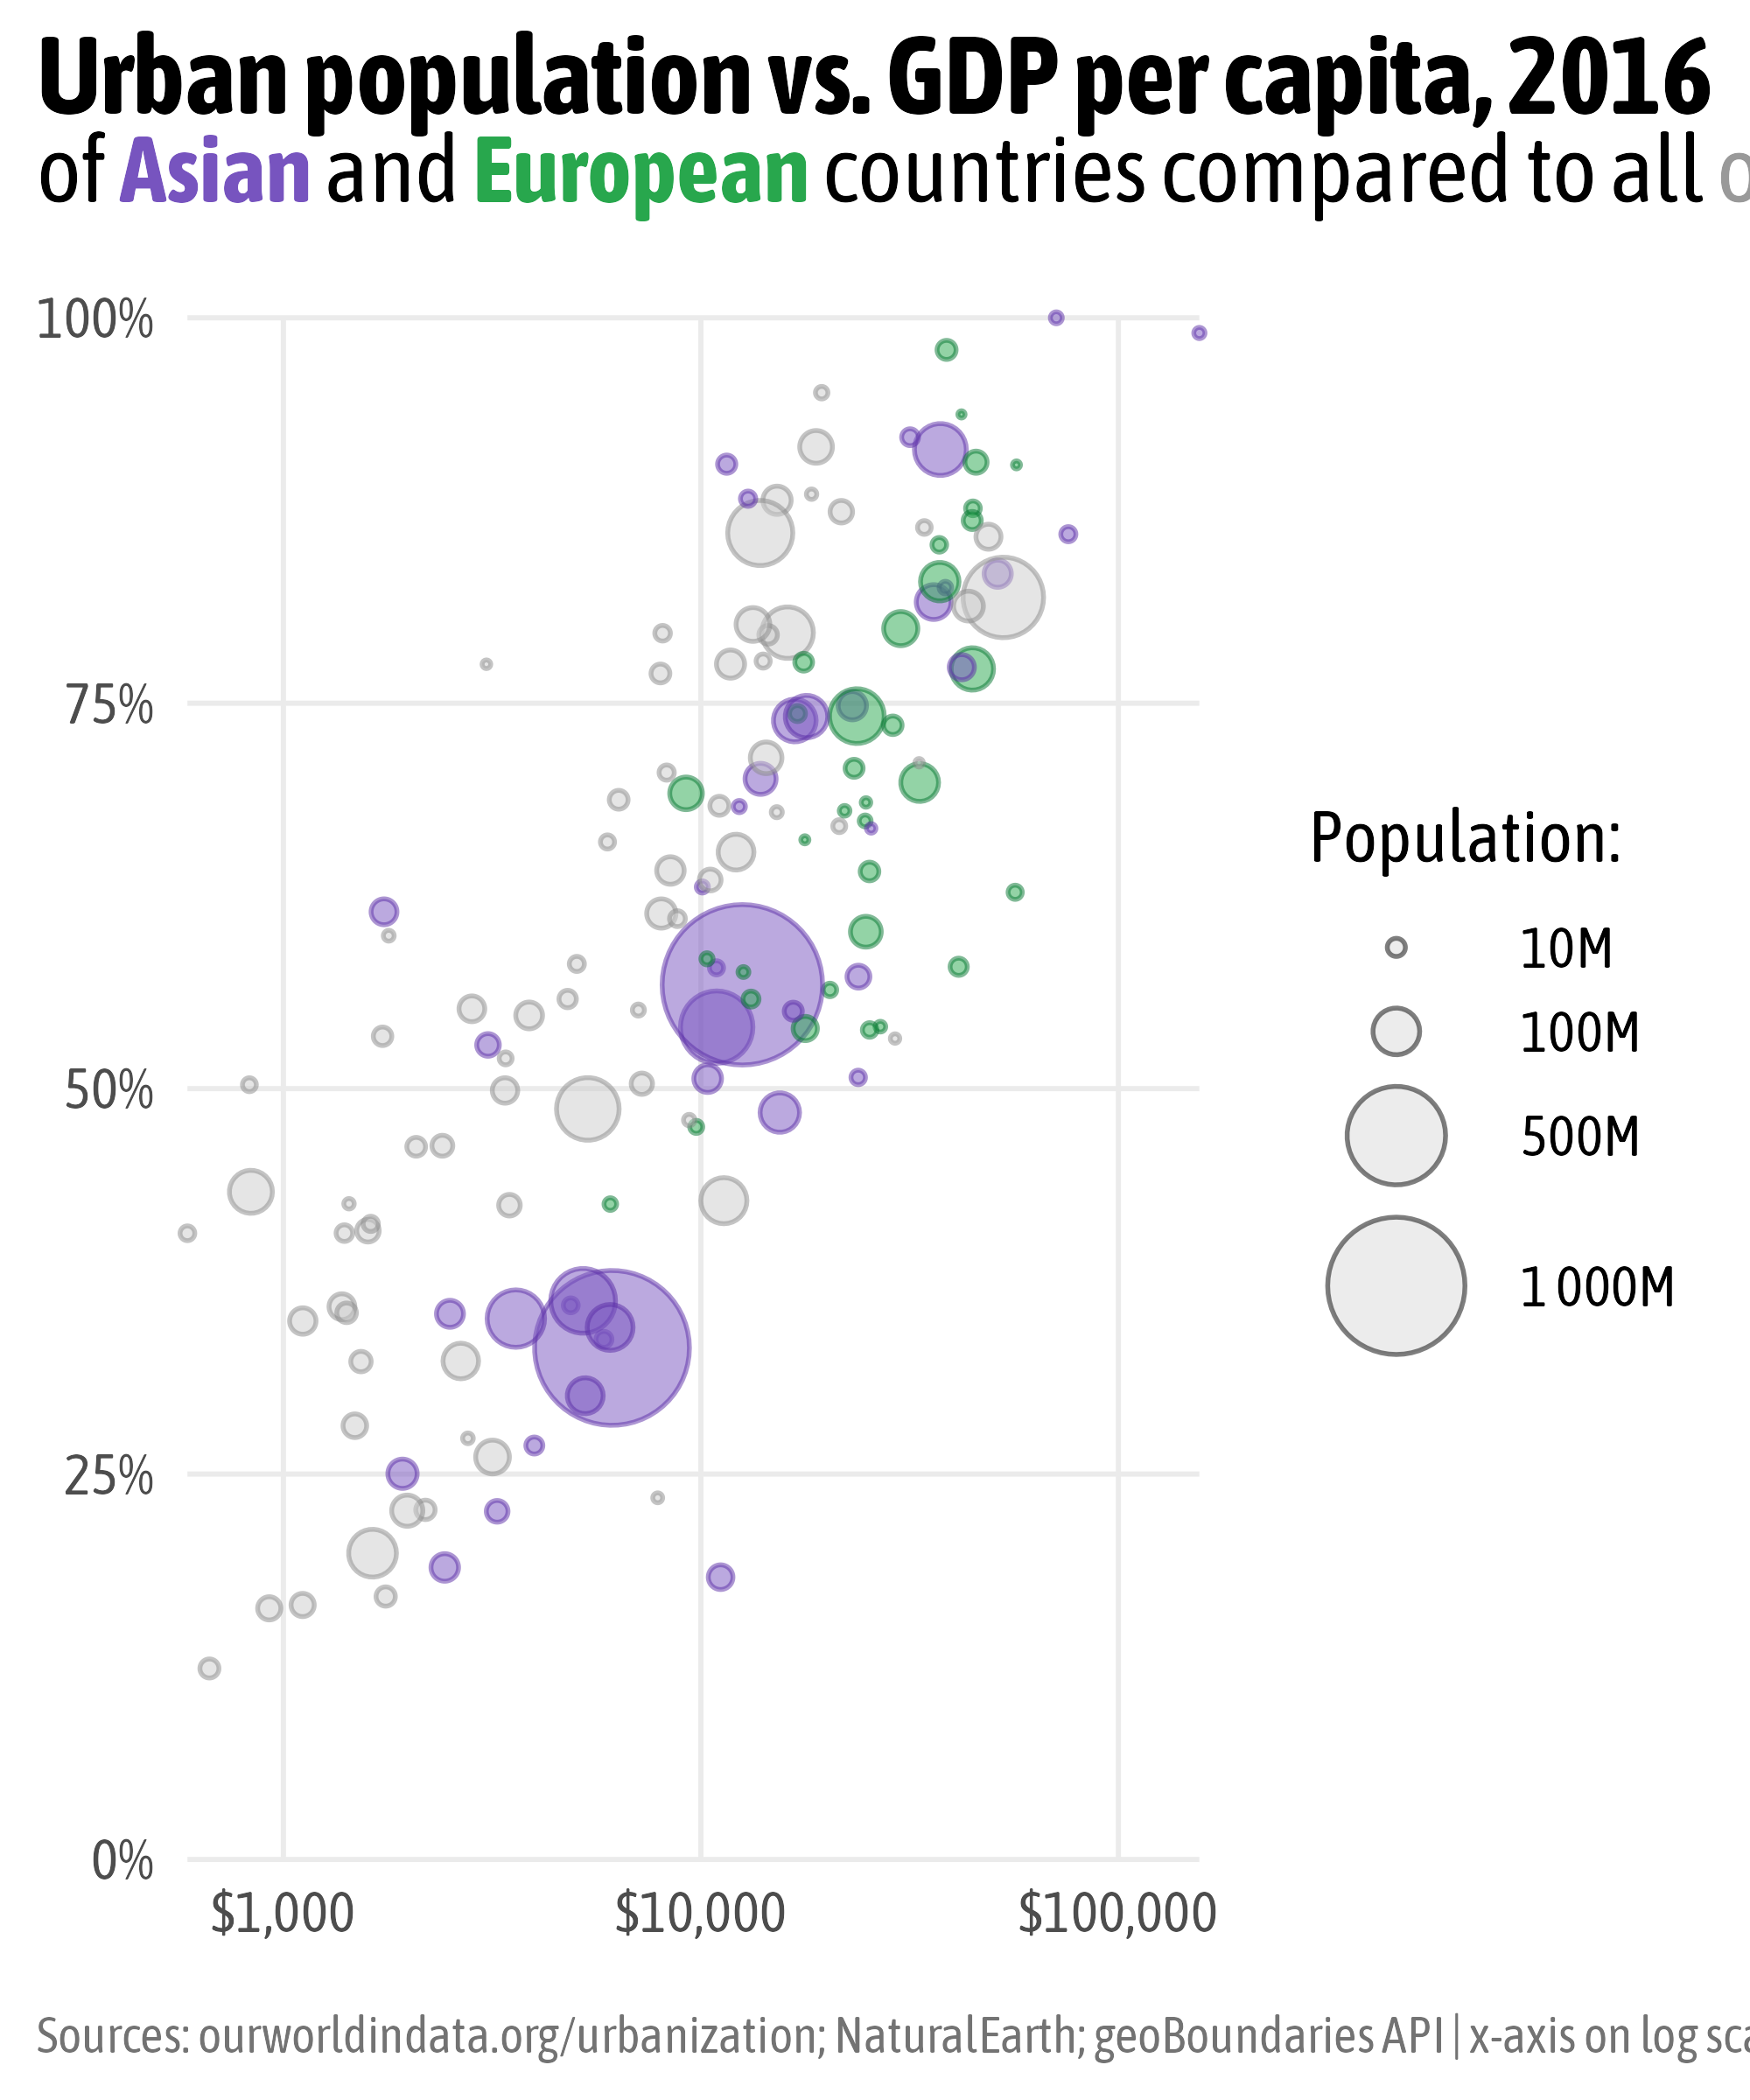 Urban population vs. GDP per capita, 2016
of Asian and European countries compared to all
100%
75%
50%
25%
0%
$1,000 $10,000 $100,000
Population:
10M
100M
500M
1 000M
Sources: ourworldindata.org/urbanization; NaturalEarth; geoBoundaries API | x-axis on log